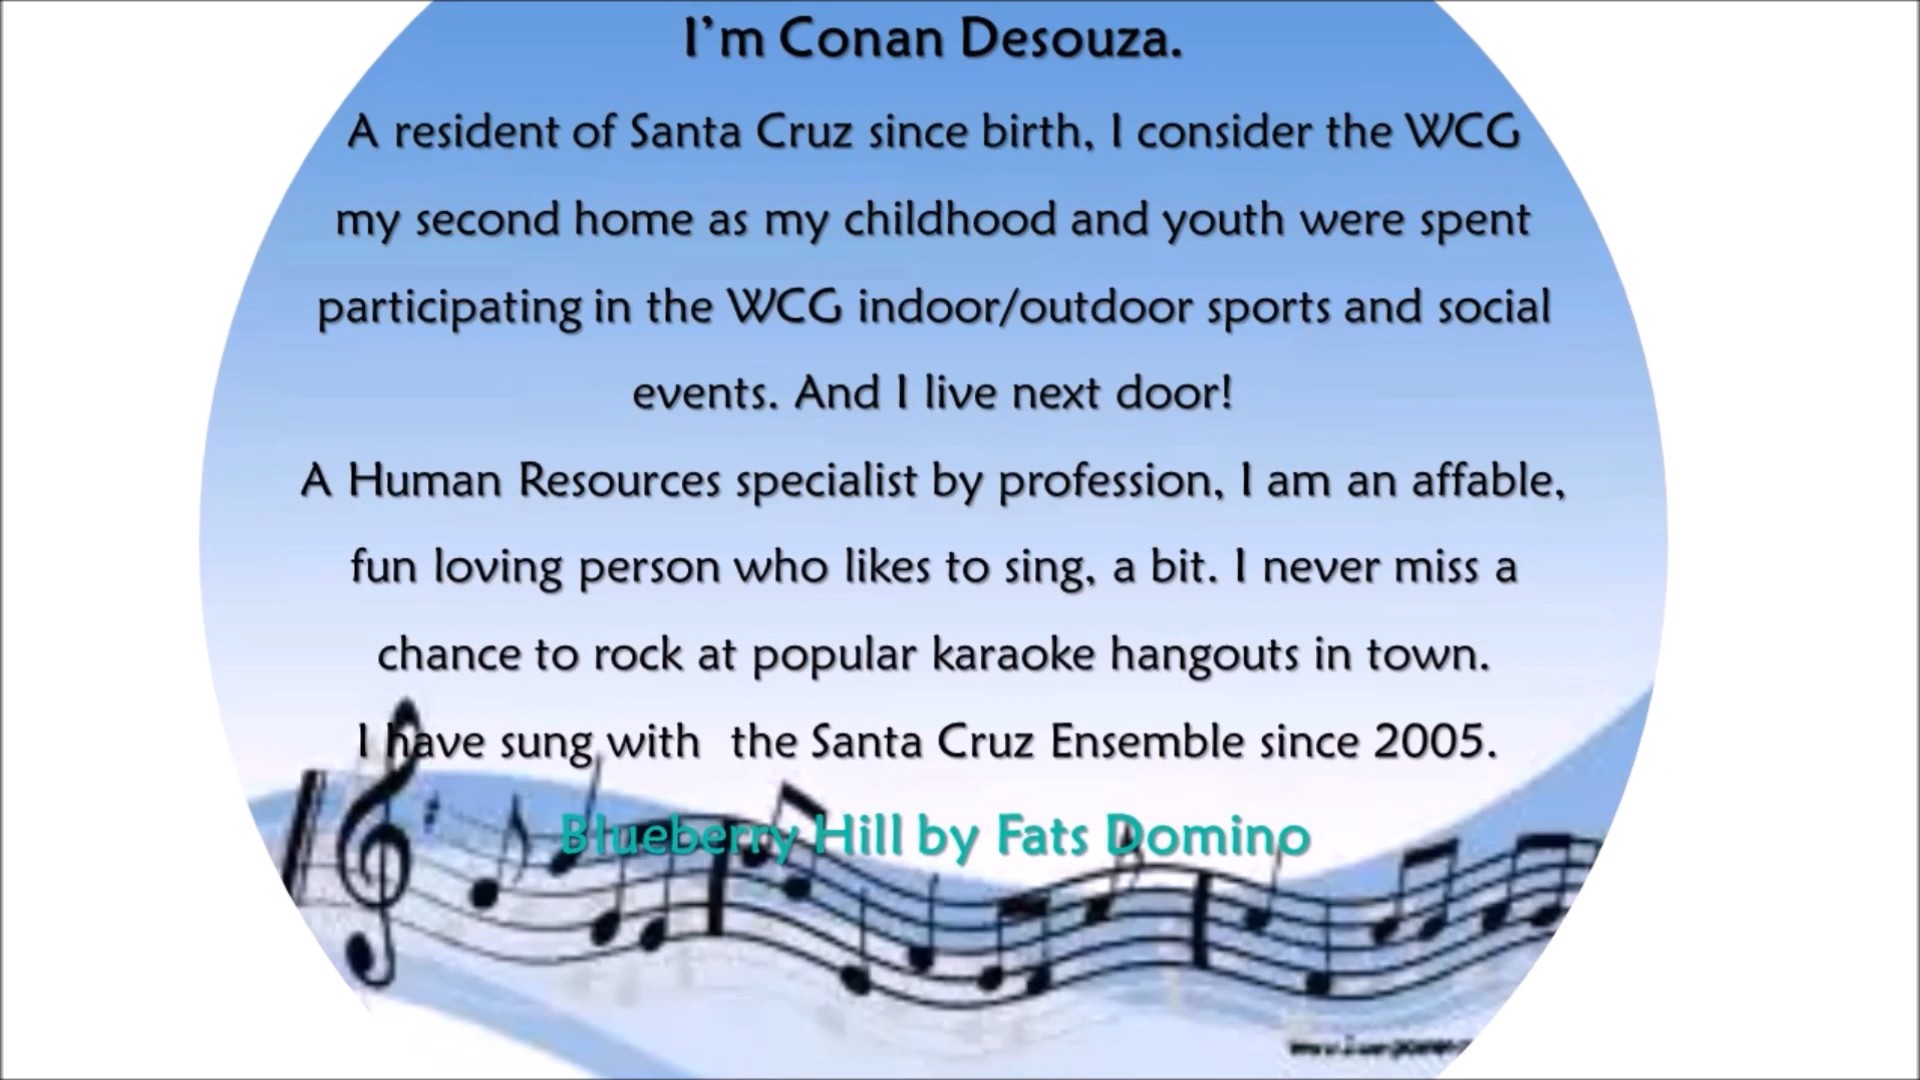 I’m Conan Desouza.
A resident of Santa Cruz since birth, I consider the WCG
my second home as my childhood and youth were spent
participating in the WCG indoor/outdoor sports and social
events. And I live next door!
A Human Resources specialist by profession, I am an affable,
fun loving person who likes to sing, a bit. I never miss a
chance to rock at popular karaoke hangouts in town.
I have sung with  the Santa Cruz Ensemble since 2005.
Blueberry Hill by Fats Domino